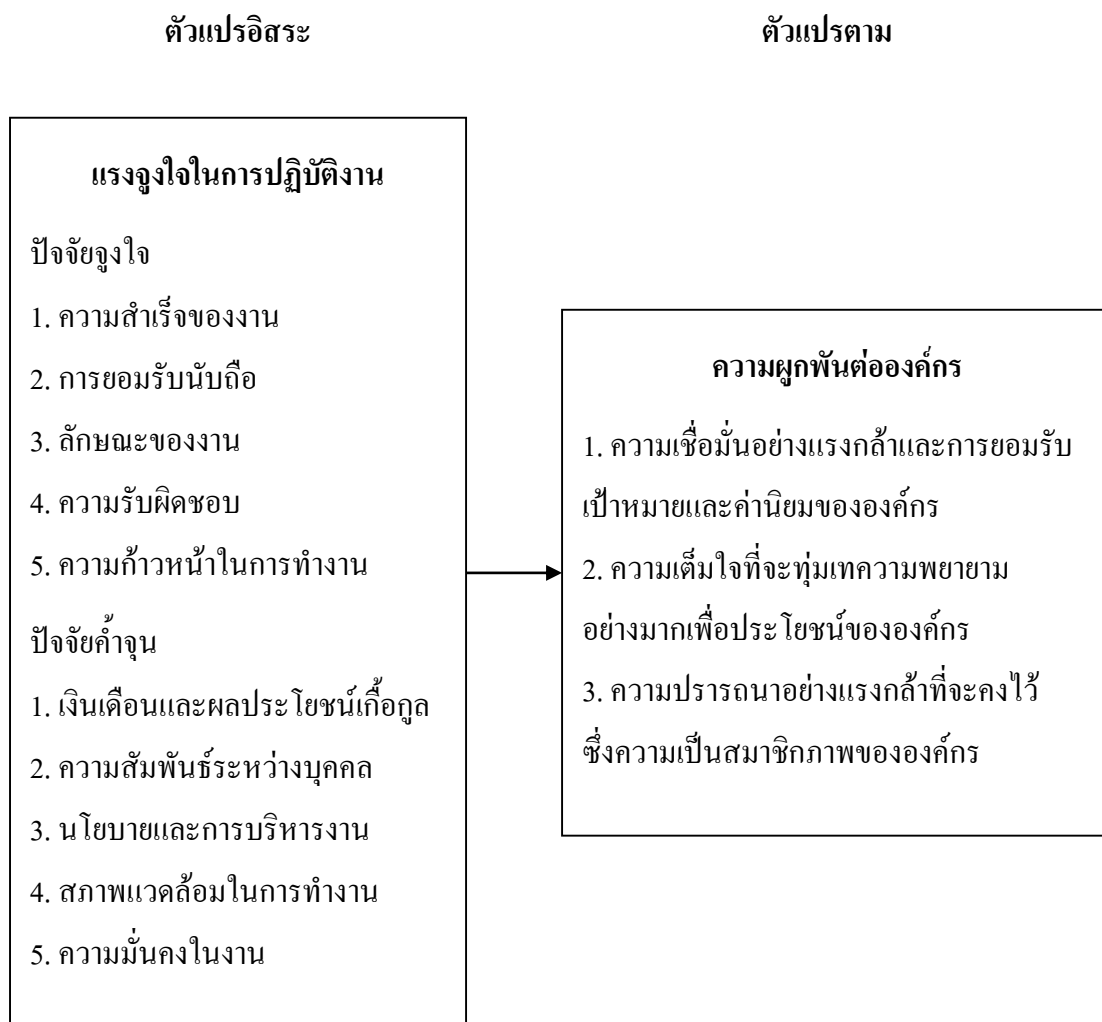 ตัวแปรอิสระ
ตัวแปรตาม
แรงจูงใจในการปฏิบัติงาน
ปัจจัยจูงใจ
1. ความสำเร็จของงาน
2. การยอมรับนับถือ
3. ลักษณะของงาน
4. ความรับผิดชอบ
5. ความก้าวหน้าในการทำงาน
ปัจจัยค้ำจุน
1. เงินเดือนและผลประโยชน์เกื้อกูล
2. ความสัมพันธ์ระหว่างบุคคล
3. นโยบายและการบริหารงาน
4. สภาพแวดล้อมในการทำงาน
5. ความมั่นคงในงาน
ความผูกพันต่อองค์กร
1. ความเชื่อมั่นอย่างแรงกล้าและการยอมรับ
เป้าหมายและค่านิยมขององค์กร
2. ความเต็มใจที่จะทุ่มเทความพยายาม
อย่างมากเพื่อประโยชน์ขององค์กร
3. ความปรารถนาอย่างแรงกล้าที่จะคงไว้
ซึ่งความเป็นสมาชิกภาพขององค์กร